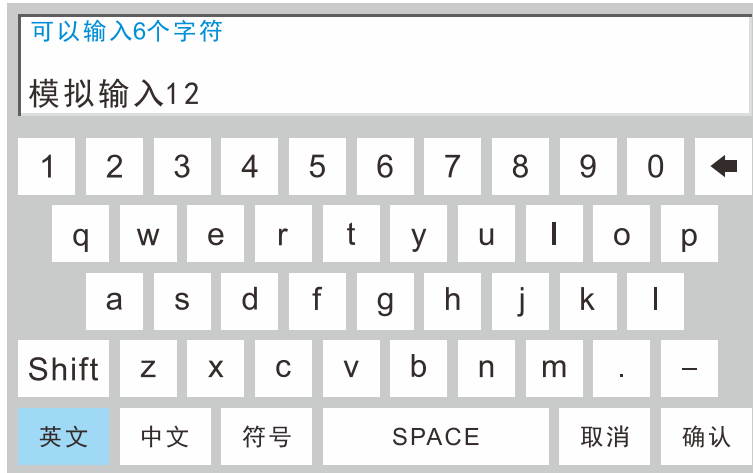 可以输入6个字符
模拟输入12
1 2 3 4 5 6 7 8 9 0
q w e r t y u I o p
a s d f g h j k l
Shift z x c v b n m . –
英文 中文 符号 SPACE 取消 确认